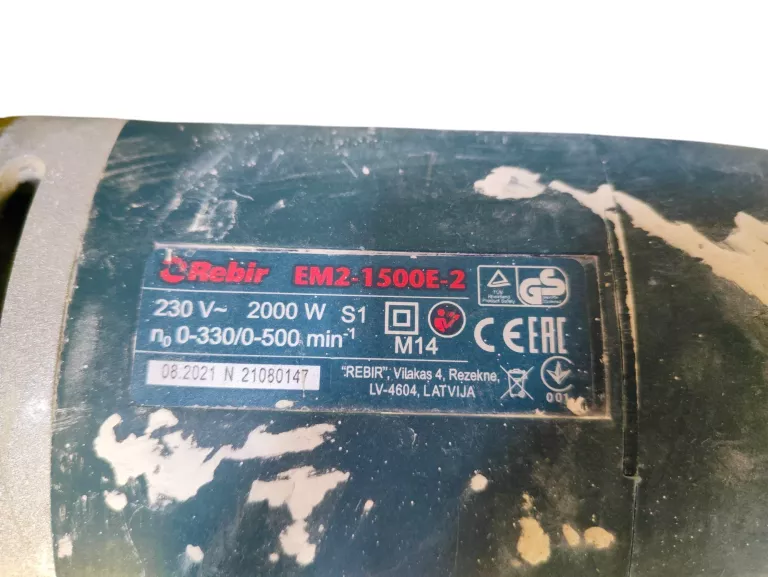 Rebir EM2-1500E-2
230 V~ 2000 W S1
n₀ 0-330/0-500 min⁻¹
M14
08.2021 N 21080147
"REBIR", Vilakas 4, Rezekne,
LV-4604, LATVIJA
TÜV
GS
CE EAC
001